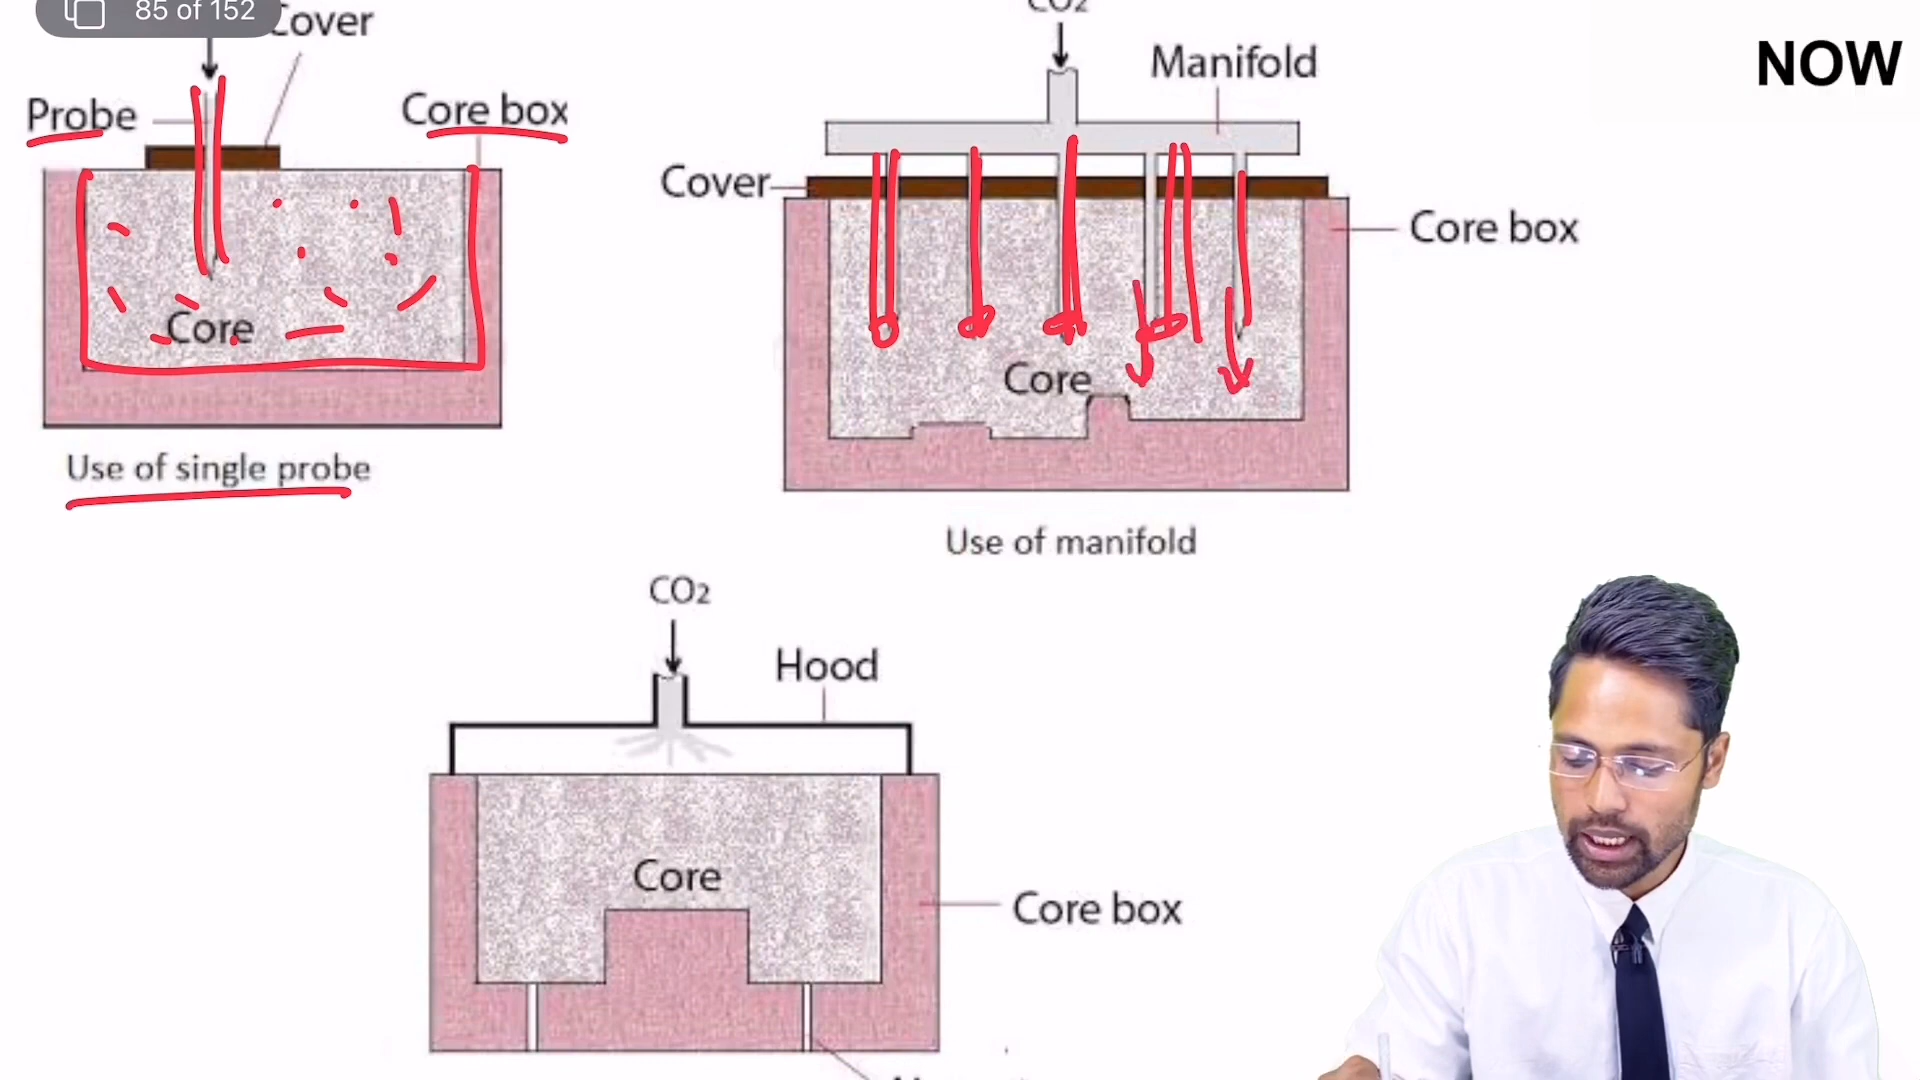 85 of 152
Cover
CO₂
NOW
Manifold
Probe
Core box
Cover
Core box
Core
Core
Use of single probe
Use of manifold
CO₂
Hood
Core
Core box